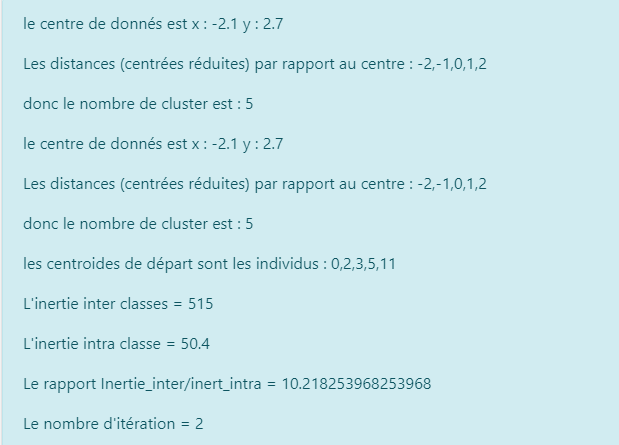 le centre de donnés est x : -2.1 y : 2.7
Les distances (centrées réduites) par rapport au centre : -2,-1,0,1,2
donc le nombre de cluster est : 5
le centre de donnés est x : -2.1 y : 2.7
Les distances (centrées réduites) par rapport au centre : -2,-1,0,1,2
donc le nombre de cluster est : 5
les centroides de départ sont les individus : 0,2,3,5,11
L'inertie inter classes = 515
L'inertie intra classe = 50.4
Le rapport Inertie_inter/inert_intra = 10.218253968253968
Le nombre d'itération = 2